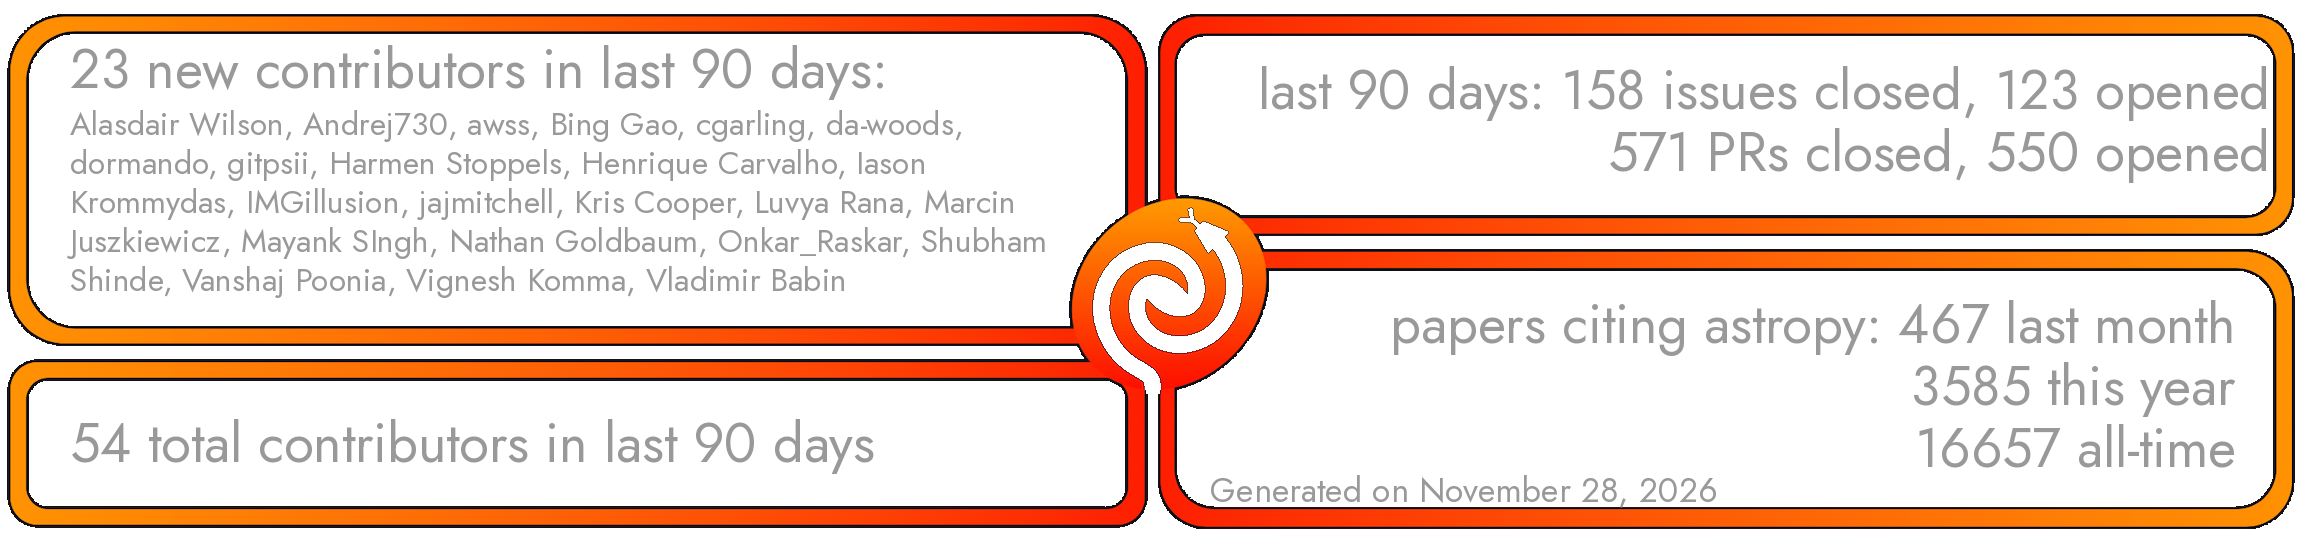 23 new contributors in last 90 days:
Alasdair Wilson, Andrej730, awss, Bing Gao, cgarling, da-woods,
dormando, gitpsii, Harmen Stoppels, Henrique Carvalho, Iason
Krommydas, IMGillusion, jajmitchell, Kris Cooper, Luvya Rana, Marcin
Juszkiewicz, Mayank SIngh, Nathan Goldbaum, Onkar_Raskar, Shubham
Shinde, Vanshaj Poonia, Vignesh Komma, Vladimir Babin
54 total contributors in last 90 days
last 90 days: 158 issues closed, 123 opened
571 PRs closed, 550 opened
papers citing astropy: 467 last month
3585 this year
16657 all-time
Generated on November 28, 2026